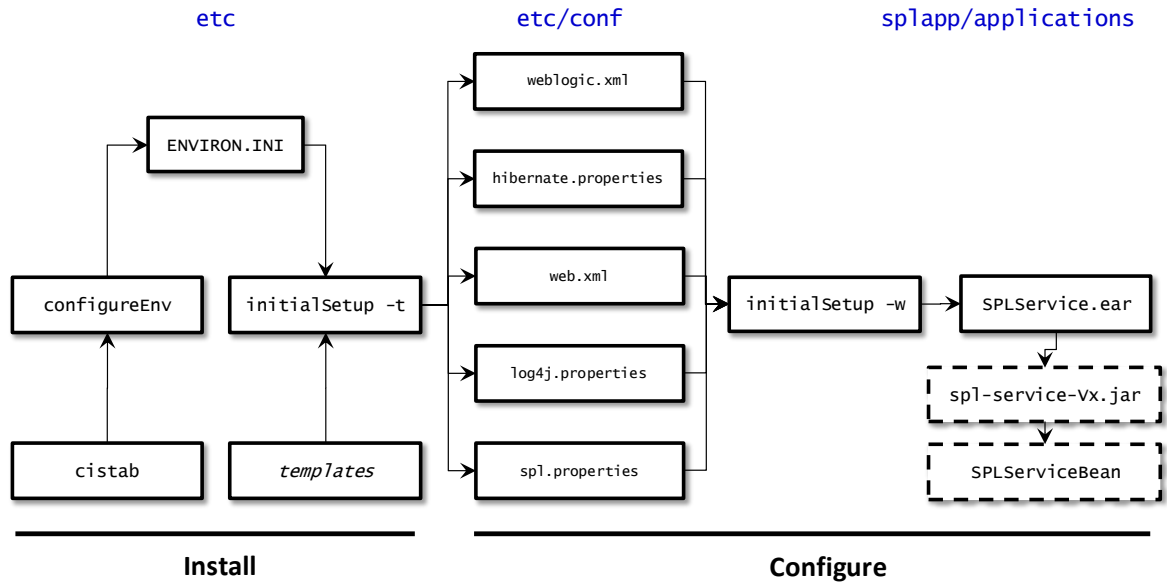 etc
etc/conf
splapp/applications
weblogic.xml
ENVIRON.INI
hibernate.properties
configureEnv
initialSetup –t
web.xml
initialSetup –w
SPLService.ear
log4j.properties
spl-service-Vx.jar
cistab
templates
spl.properties
SPLServiceBean
Install
Configure